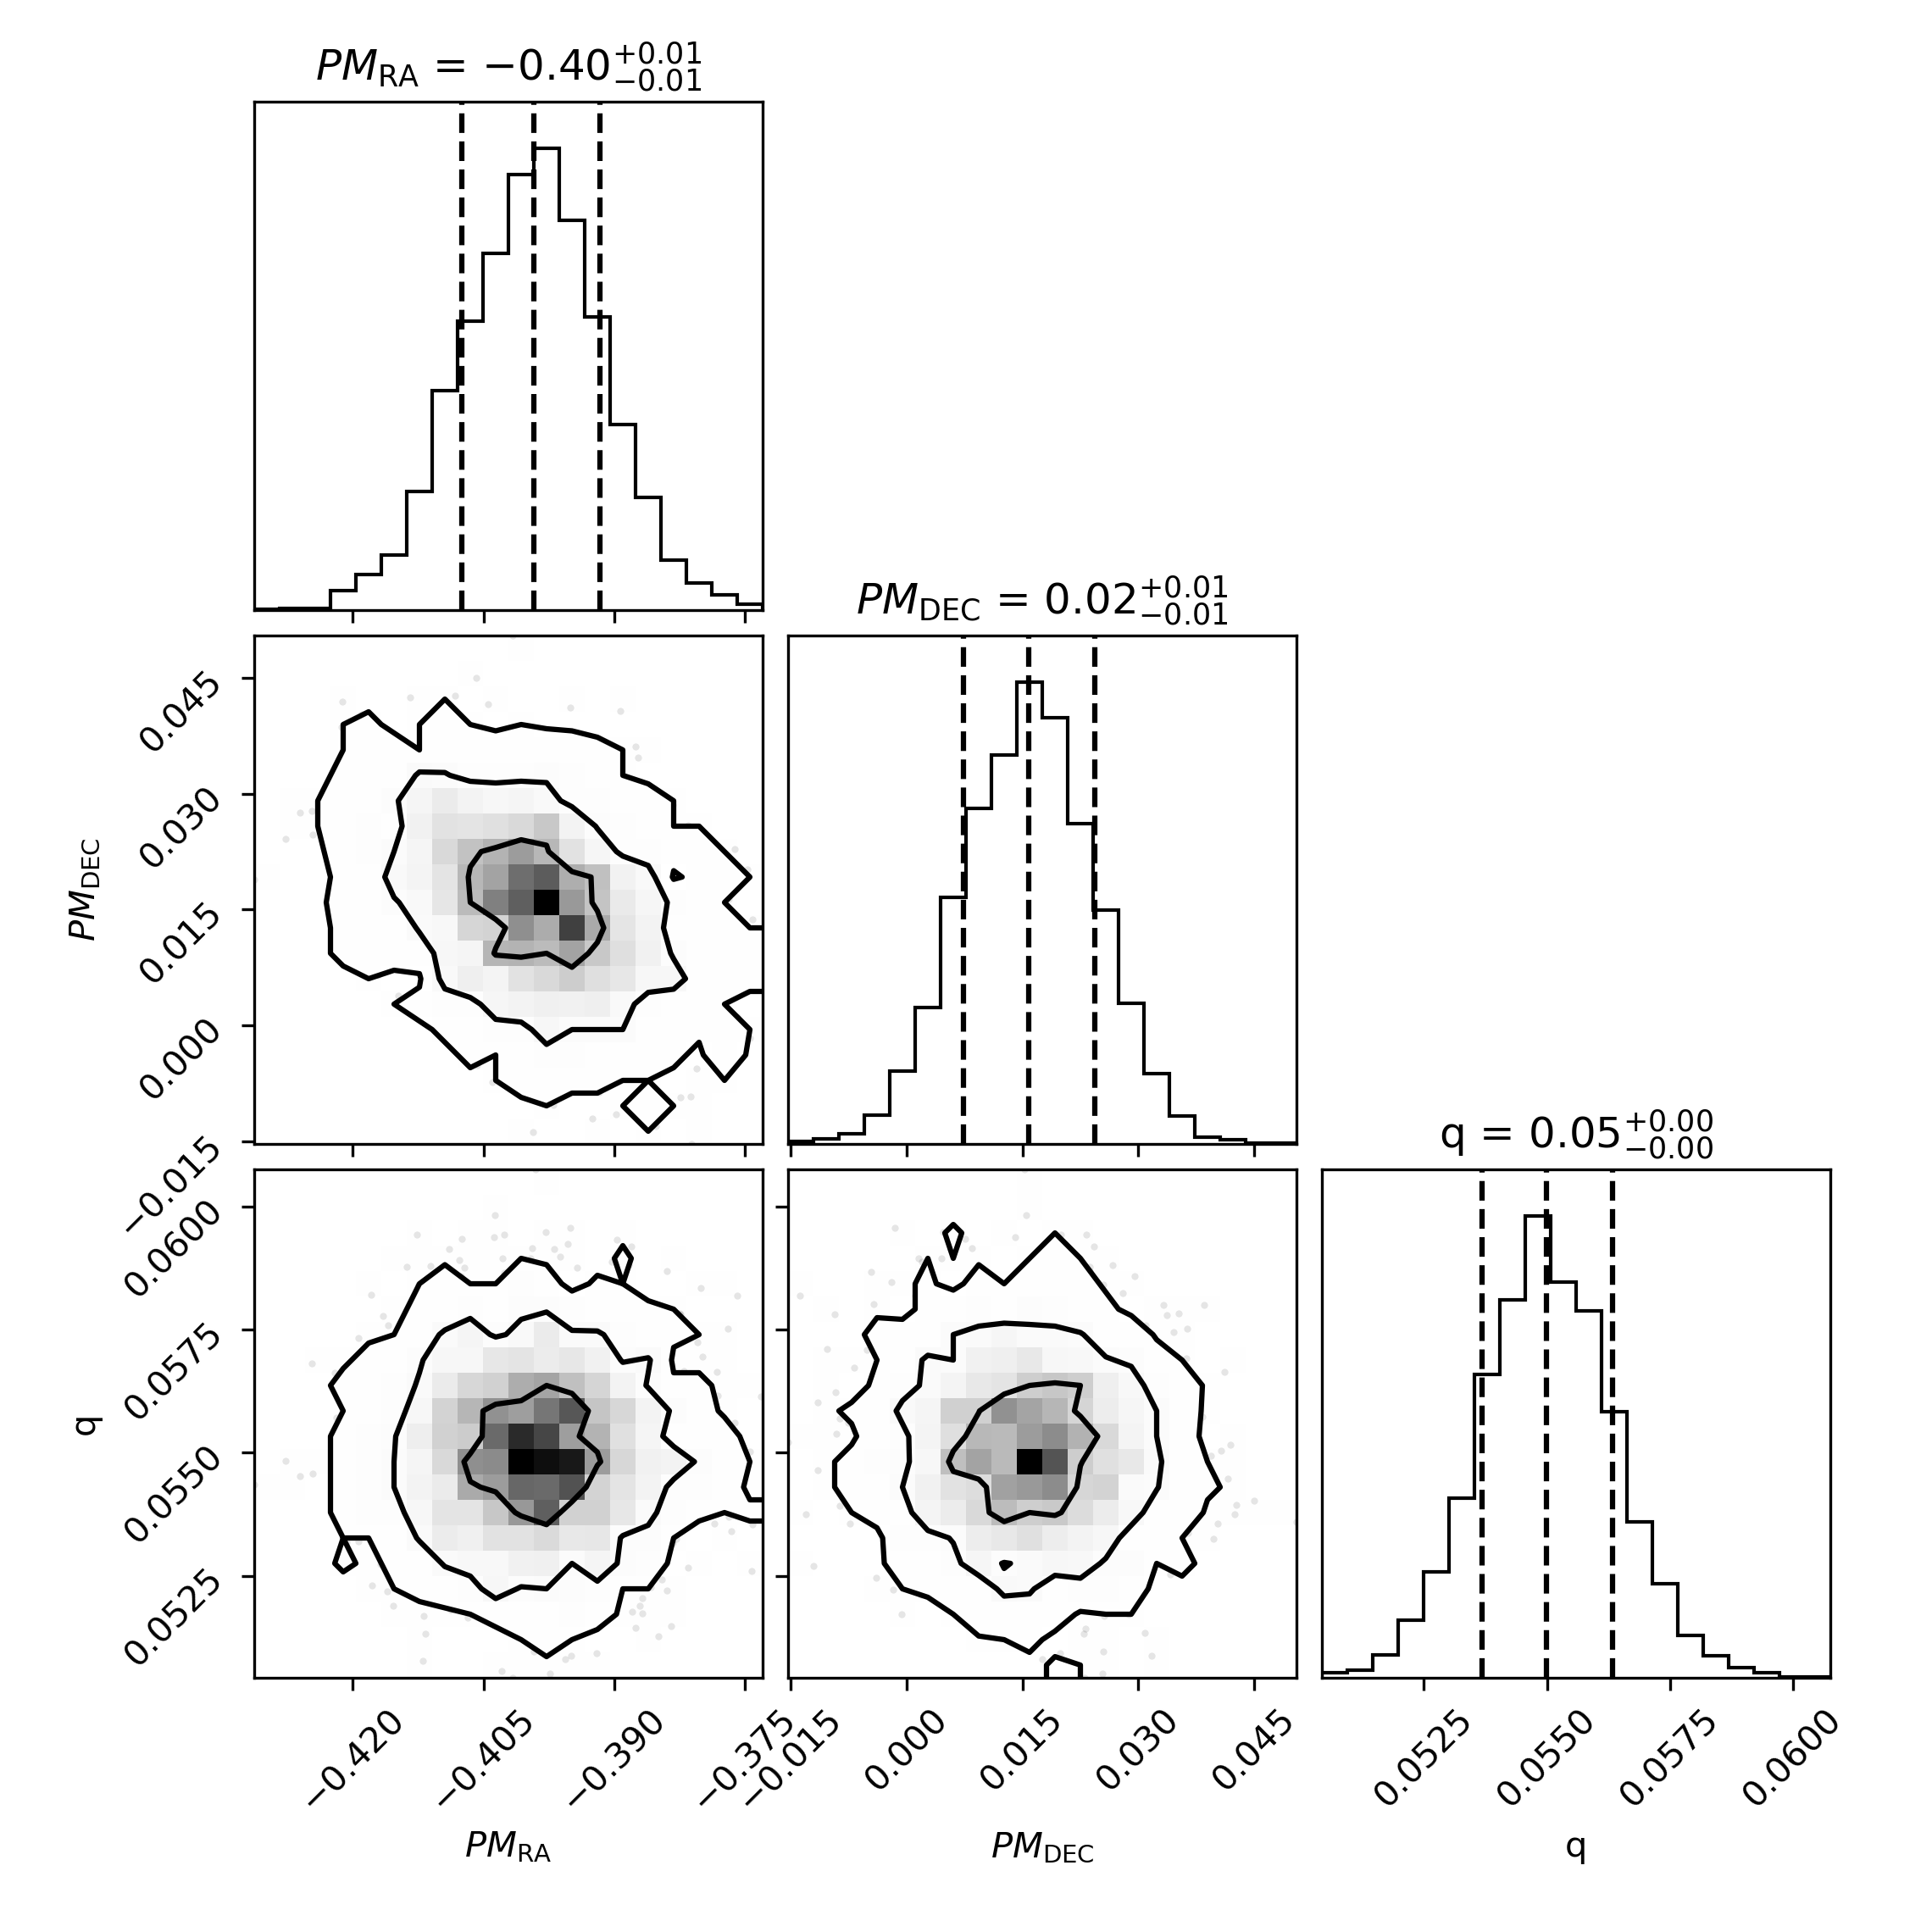 PM_RA = −0.40 +0.01 −0.01
PM_DEC = 0.02 +0.01 −0.01
0.045
0.030
0.015
0.000
−0.015
PM_DEC
q = 0.05 +0.00 −0.00
0.0600
0.0575
0.0550
0.0525
q
−0.420 −0.405 −0.390 −0.375
−0.015 0.000 0.015 0.030 0.045
0.0525 0.0550 0.0575 0.0600
PM_RA
PM_DEC
q